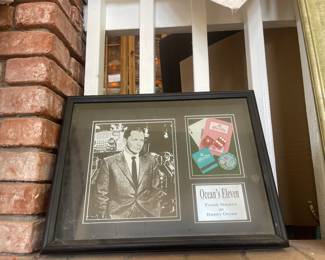 Ocean's Eleven
Frank Sinatra
as
Danny Ocean